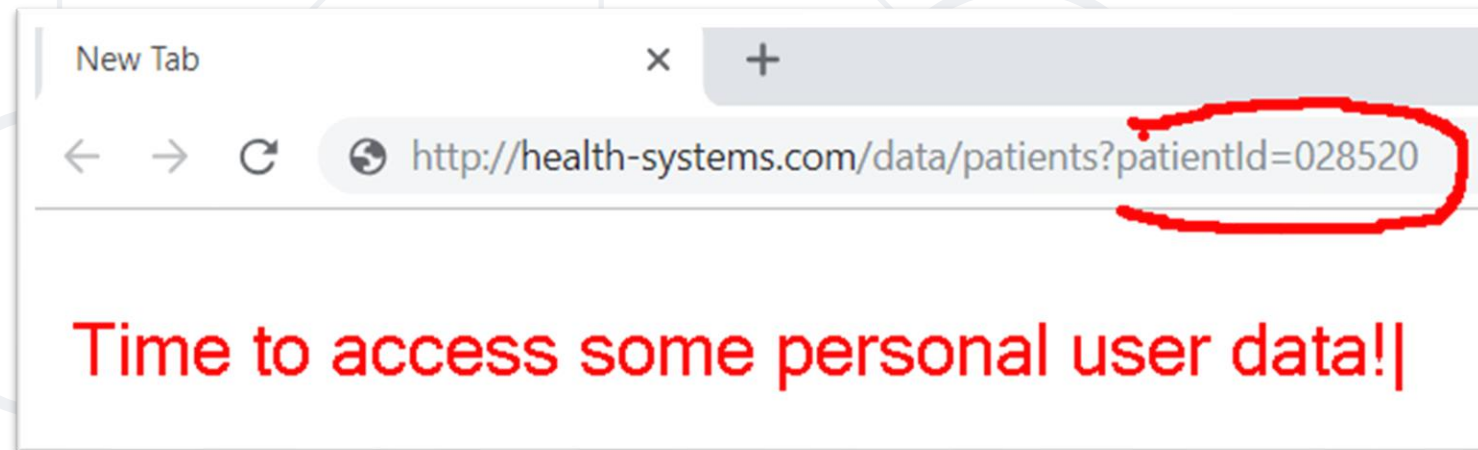 New Tab
http://health-systems.com/data/patients?patientId=028520
Time to access some personal user data!